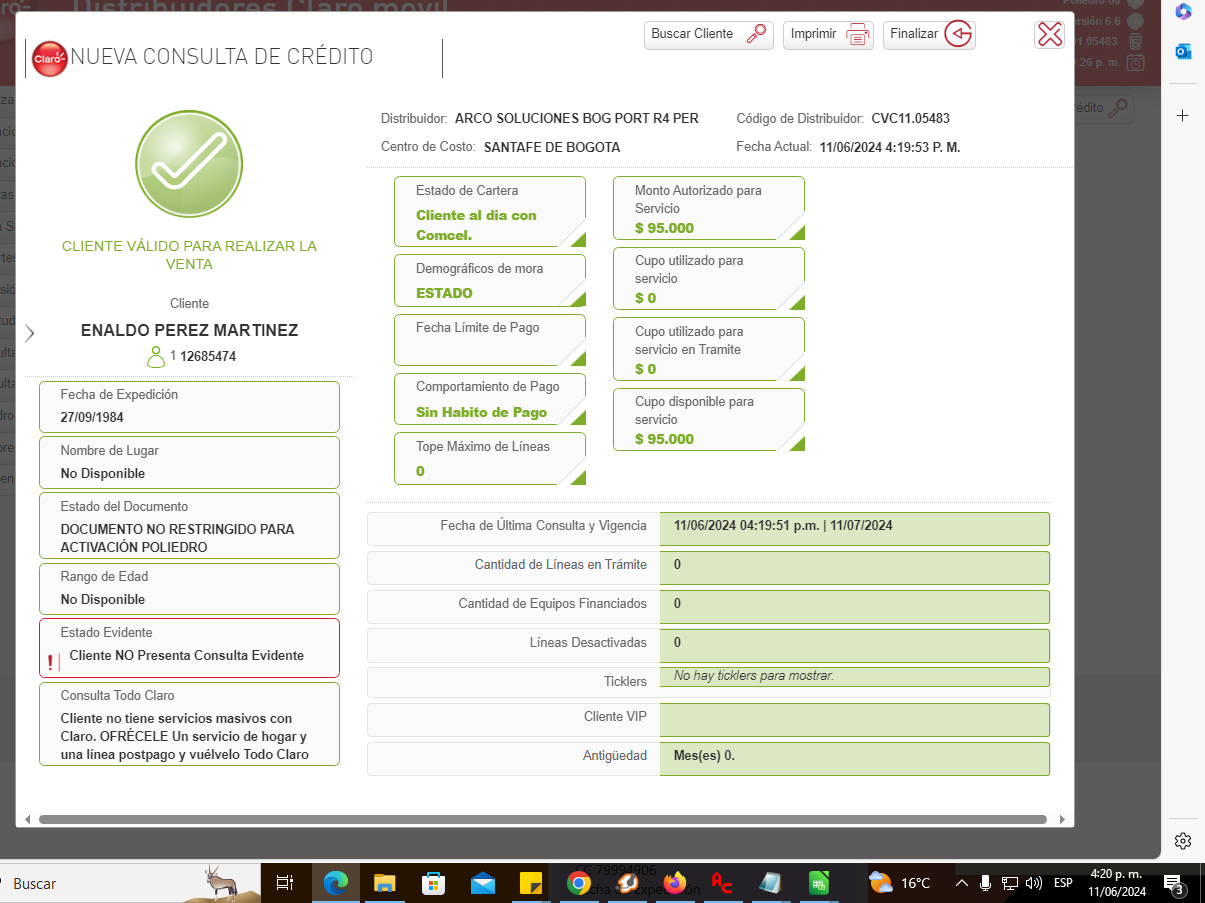 Distribuidores Claro movil
Poliedro-00
ersión 6.6
11.05483
:26 p. m.
édito
Buscar Cliente
Imprimir
Finalizar
Claro
NUEVA CONSULTA DE CRÉDITO
Distribuidor: ARCO SOLUCIONES BOG PORT R4 PER
Código de Distribuidor: CVC11.05483
Centro de Costo: SANTAFE DE BOGOTA
Fecha Actual: 11/06/2024 4:19:53 P. M.
CLIENTE VÁLIDO PARA REALIZAR LA
VENTA
Cliente
ENALDO PEREZ MARTINEZ
1 12685474
Fecha de Expedición
27/09/1984
Nombre de Lugar
No Disponible
Estado del Documento
DOCUMENTO NO RESTRINGIDO PARA
ACTIVACIÓN POLIEDRO
Rango de Edad
No Disponible
Estado Evidente
Cliente NO Presenta Consulta Evidente
Consulta Todo Claro
Cliente no tiene servicios masivos con
Claro. OFRÉCELE Un servicio de hogar y
una línea postpago y vuélvelo Todo Claro
Estado de Cartera
Cliente al dia con
Comcel.
Demográficos de mora
ESTADO
Fecha Límite de Pago
Comportamiento de Pago
Sin Habito de Pago
Tope Máximo de Líneas
0
Monto Autorizado para
Servicio
$ 95.000
Cupo utilizado para
servicio
$ 0
Cupo utilizado para
servicio en Tramite
$ 0
Cupo disponible para
servicio
$ 95.000
Fecha de Última Consulta y Vigencia 11/06/2024 04:19:51 p.m. | 11/07/2024
Cantidad de Líneas en Trámite 0
Cantidad de Equipos Financiados 0
Líneas Desactivadas 0
Ticklers No hay ticklers para mostrar.
Cliente VIP
Antigüedad Mes(es) 0.
CC 79994906
Buscar
16°C
ESP
4:20 p. m.
11/06/2024
3